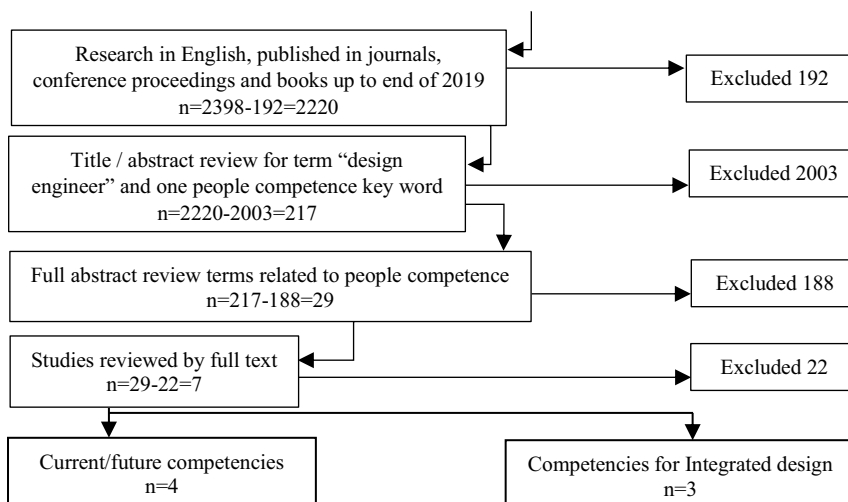 Research in English, published in journals,
conference proceedings and books up to end of 2019
n=2398-192=2220
Excluded 192
Title / abstract review for term “design
engineer” and one people competence key word
n=2220-2003=217
Excluded 2003
Full abstract review terms related to people competence
n=217-188=29
Excluded 188
Studies reviewed by full text
n=29-22=7
Excluded 22
Current/future competencies
n=4
Competencies for Integrated design
n=3